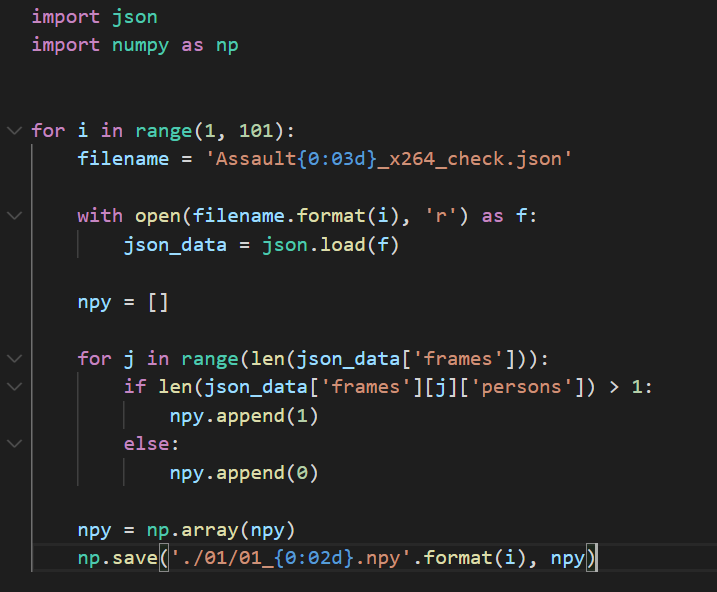 import json
import numpy as np
for i in range(1, 101):
    filename = 'Assault{0:03d}_x264_check.json'
    with open(filename.format(i), 'r') as f:
        json_data = json.load(f)
    npy = []
    for j in range(len(json_data['frames'])):
        if len(json_data['frames'][j]['persons']) > 1:
            npy.append(1)
        else:
            npy.append(0)
    npy = np.array(npy)
    np.save('./01/01_{0:02d}.npy'.format(i), npy)